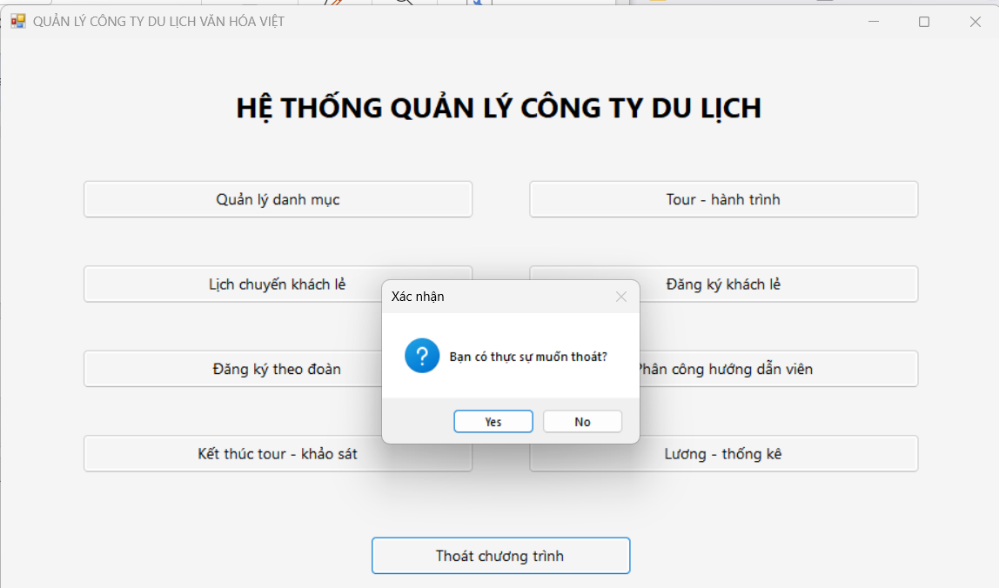 QUẢN LÝ CÔNG TY DU LỊCH VĂN HÓA VIỆT
HỆ THỐNG QUẢN LÝ CÔNG TY DU LỊCH
Quản lý danh mục
Tour - hành trình
Lịch chuyến khách lẻ
Đăng ký khách lẻ
Xác nhận
Bạn có thực sự muốn thoát?
Yes
No
Đăng ký theo đoàn
Phân công hướng dẫn viên
Kết thúc tour - khảo sát
Lương - thống kê
Thoát chương trình